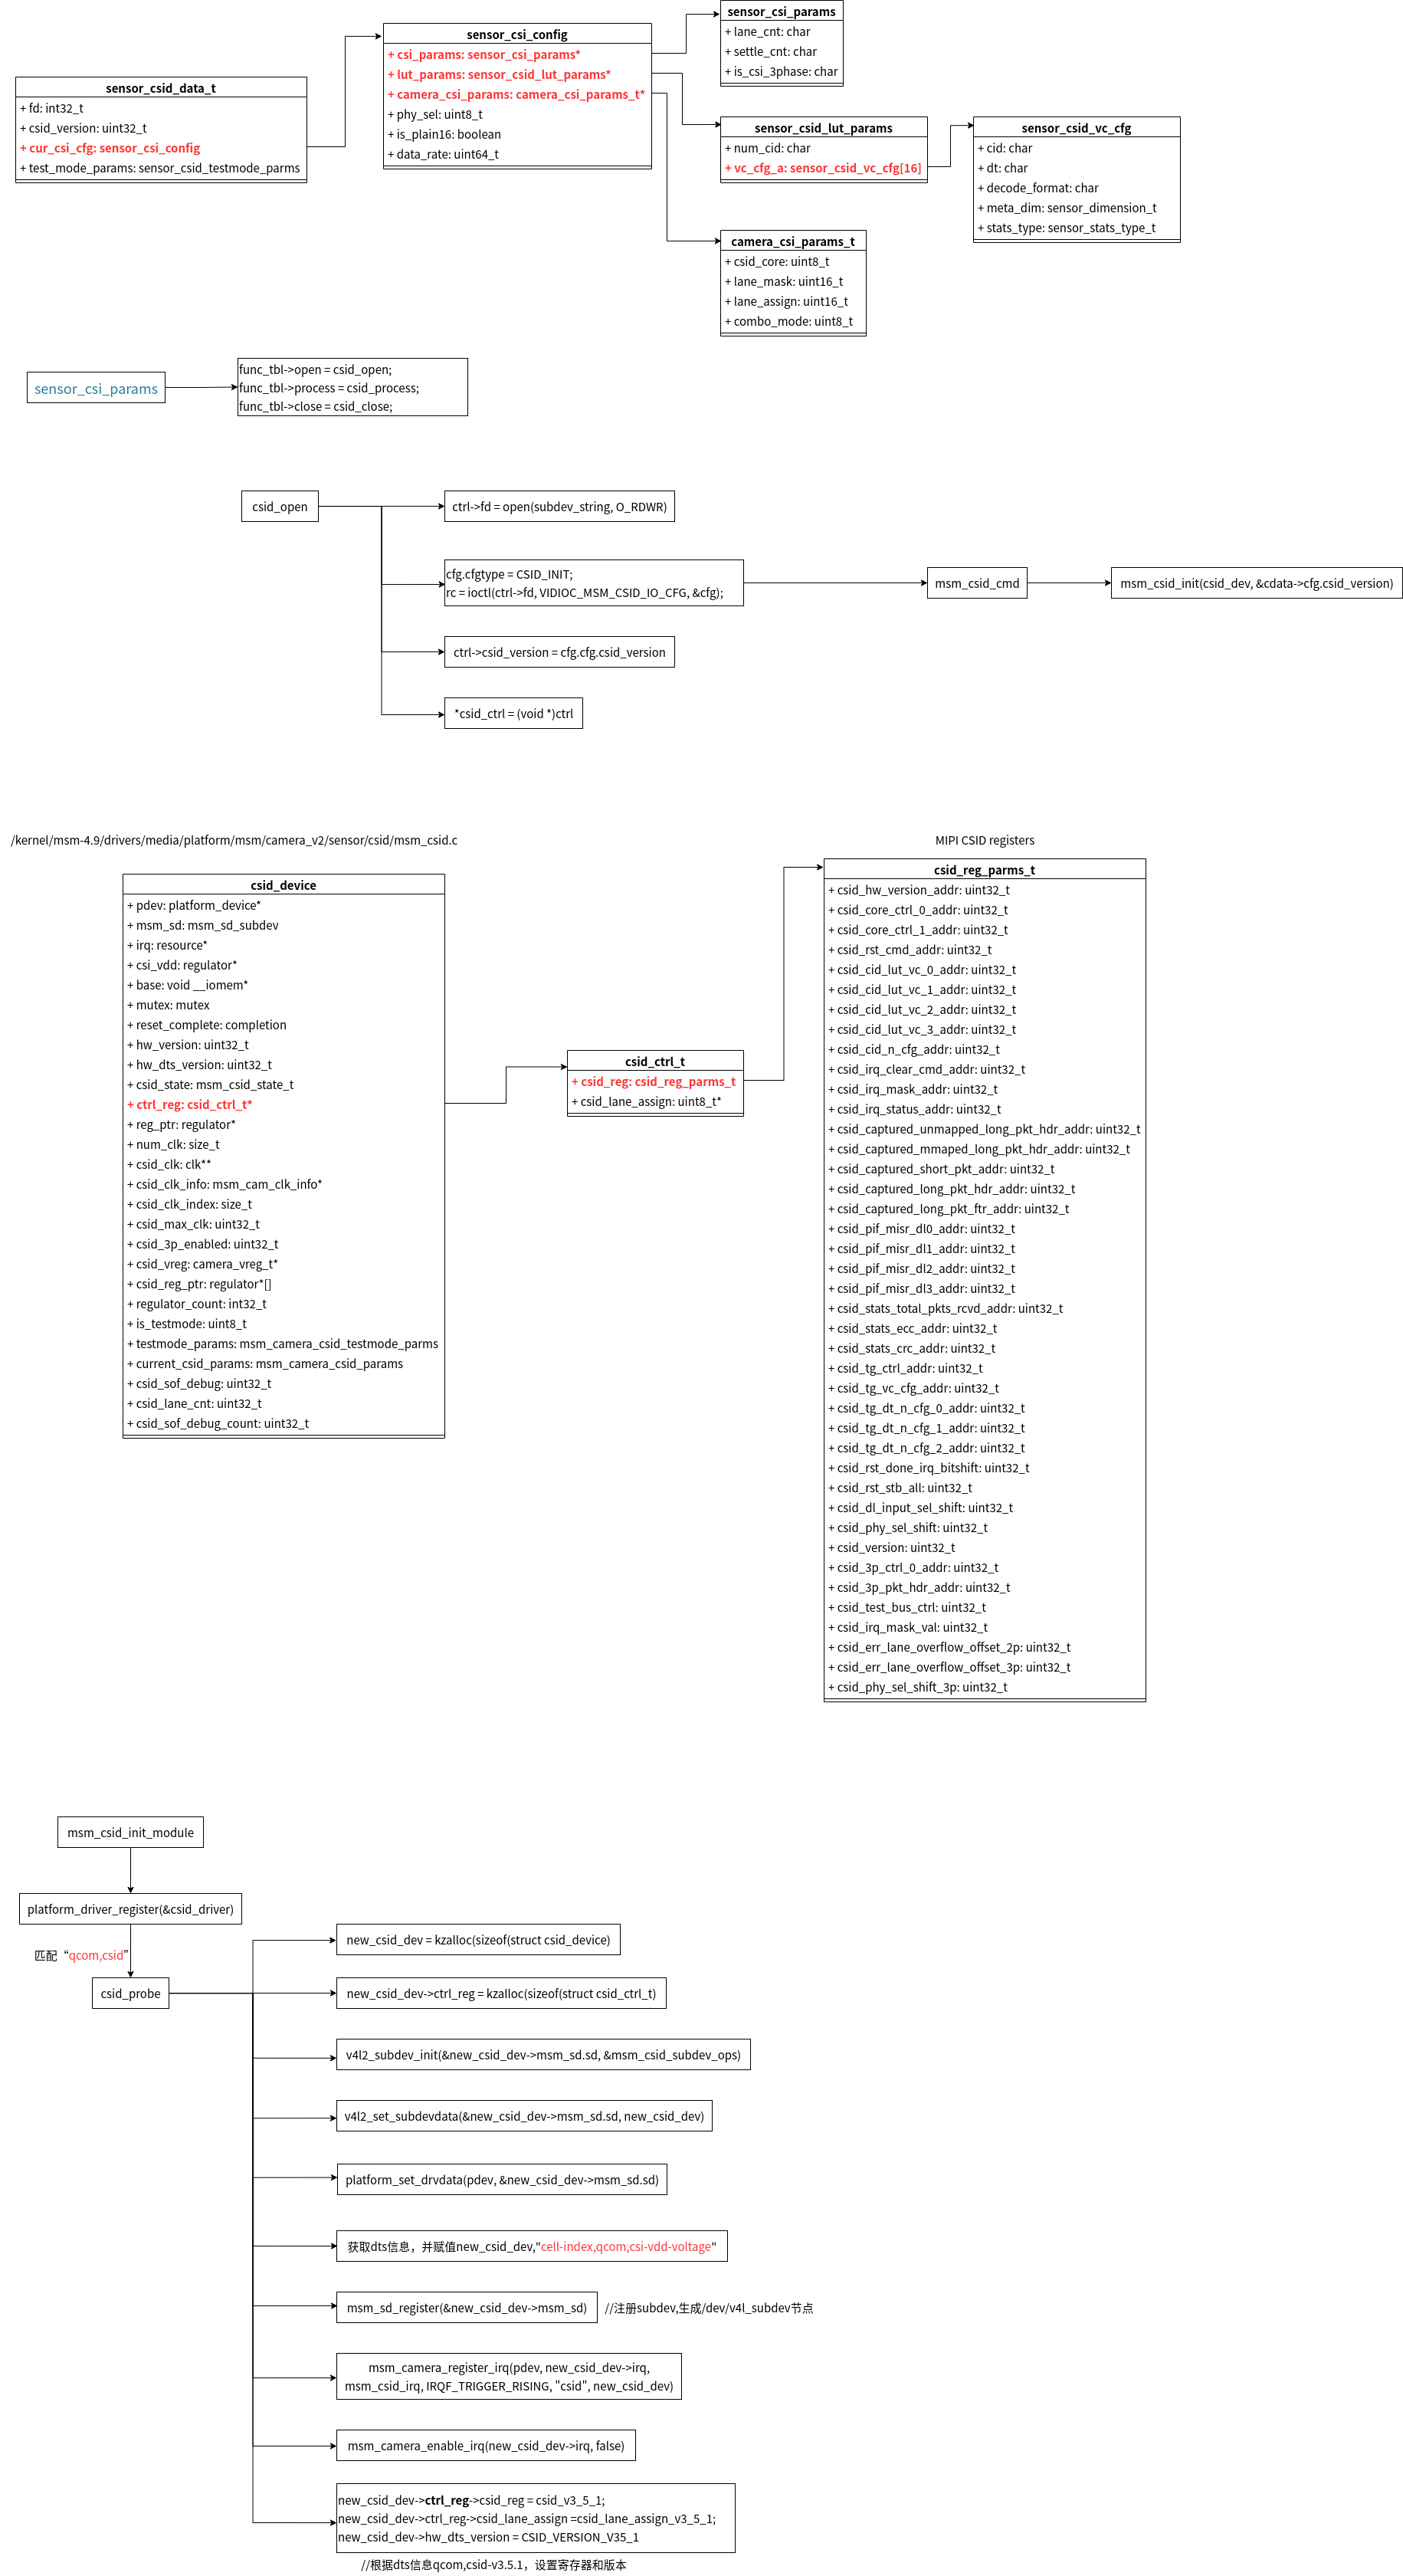 sensor_csid_data_t
+ fd: int32_t
+ csid_version: uint32_t
+ cur_csi_cfg: sensor_csi_config
+ test_mode_params: sensor_csid_testmode_parms
sensor_csi_config
+ csi_params: sensor_csi_params*
+ lut_params: sensor_csid_lut_params*
+ camera_csi_params: camera_csi_params_t*
+ phy_sel: uint8_t
+ is_plain16: boolean
+ data_rate: uint64_t
sensor_csi_params
+ lane_cnt: char
+ settle_cnt: char
+ is_csi_3phase: char
sensor_csid_lut_params
+ num_cid: char
+ vc_cfg_a: sensor_csid_vc_cfg[16]
sensor_csid_vc_cfg
+ cid: char
+ dt: char
+ decode_format: char
+ meta_dim: sensor_dimension_t
+ stats_type: sensor_stats_type_t
camera_csi_params_t
+ csid_core: uint8_t
+ lane_mask: uint16_t
+ lane_assign: uint16_t
+ combo_mode: uint8_t
sensor_csi_params
func_tbl->open = csid_open;
func_tbl->process = csid_process;
func_tbl->close = csid_close;
csid_open
ctrl->fd = open(subdev_string, O_RDWR)
cfg.cfgtype = CSID_INIT;
rc = ioctl(ctrl->fd, VIDIOC_MSM_CSID_IO_CFG, &cfg);
msm_csid_cmd
msm_csid_init(csid_dev, &cdata->cfg.csid_version)
ctrl->csid_version = cfg.cfg.csid_version
*csid_ctrl = (void *)ctrl
/kernel/msm-4.9/drivers/media/platform/msm/camera_v2/sensor/csid/msm_csid.c
csid_device
+ pdev: platform_device*
+ msm_sd: msm_sd_subdev
+ irq: resource*
+ csi_vdd: regulator*
+ base: void __iomem*
+ mutex: mutex
+ reset_complete: completion
+ hw_version: uint32_t
+ hw_dts_version: uint32_t
+ csid_state: msm_csid_state_t
+ ctrl_reg: csid_ctrl_t*
+ reg_ptr: regulator*
+ num_clk: size_t
+ csid_clk: clk**
+ csid_clk_info: msm_cam_clk_info*
+ csid_clk_index: size_t
+ csid_max_clk: uint32_t
+ csid_3p_enabled: uint32_t
+ csid_vreg: camera_vreg_t*
+ csid_reg_ptr: regulator*[]
+ regulator_count: int32_t
+ is_testmode: uint8_t
+ testmode_params: msm_camera_csid_testmode_parms
+ current_csid_params: msm_camera_csid_params
+ csid_sof_debug: uint32_t
+ csid_lane_cnt: uint32_t
+ csid_sof_debug_count: uint32_t
csid_ctrl_t
+ csid_reg: csid_reg_parms_t
+ csid_lane_assign: uint8_t*
MIPI CSID registers
csid_reg_parms_t
+ csid_hw_version_addr: uint32_t
+ csid_core_ctrl_0_addr: uint32_t
+ csid_core_ctrl_1_addr: uint32_t
+ csid_rst_cmd_addr: uint32_t
+ csid_cid_lut_vc_0_addr: uint32_t
+ csid_cid_lut_vc_1_addr: uint32_t
+ csid_cid_lut_vc_2_addr: uint32_t
+ csid_cid_lut_vc_3_addr: uint32_t
+ csid_cid_n_cfg_addr: uint32_t
+ csid_irq_clear_cmd_addr: uint32_t
+ csid_irq_mask_addr: uint32_t
+ csid_irq_status_addr: uint32_t
+ csid_captured_unmapped_long_pkt_hdr_addr: uint32_t
+ csid_captured_mmaped_long_pkt_hdr_addr: uint32_t
+ csid_captured_short_pkt_addr: uint32_t
+ csid_captured_long_pkt_hdr_addr: uint32_t
+ csid_captured_long_pkt_ftr_addr: uint32_t
+ csid_pif_misr_dl0_addr: uint32_t
+ csid_pif_misr_dl1_addr: uint32_t
+ csid_pif_misr_dl2_addr: uint32_t
+ csid_pif_misr_dl3_addr: uint32_t
+ csid_stats_total_pkts_rcvd_addr: uint32_t
+ csid_stats_ecc_addr: uint32_t
+ csid_stats_crc_addr: uint32_t
+ csid_tg_ctrl_addr: uint32_t
+ csid_tg_vc_cfg_addr: uint32_t
+ csid_tg_dt_n_cfg_0_addr: uint32_t
+ csid_tg_dt_n_cfg_1_addr: uint32_t
+ csid_tg_dt_n_cfg_2_addr: uint32_t
+ csid_rst_done_irq_bitshift: uint32_t
+ csid_rst_stb_all: uint32_t
+ csid_dl_input_sel_shift: uint32_t
+ csid_phy_sel_shift: uint32_t
+ csid_version: uint32_t
+ csid_3p_ctrl_0_addr: uint32_t
+ csid_3p_pkt_hdr_addr: uint32_t
+ csid_test_bus_ctrl: uint32_t
+ csid_irq_mask_val: uint32_t
+ csid_err_lane_overflow_offset_2p: uint32_t
+ csid_err_lane_overflow_offset_3p: uint32_t
+ csid_phy_sel_shift_3p: uint32_t
msm_csid_init_module
platform_driver_register(&csid_driver)
匹配“qcom,csid”
csid_probe
new_csid_dev = kzalloc(sizeof(struct csid_device)
new_csid_dev->ctrl_reg = kzalloc(sizeof(struct csid_ctrl_t)
v4l2_subdev_init(&new_csid_dev->msm_sd.sd, &msm_csid_subdev_ops)
v4l2_set_subdevdata(&new_csid_dev->msm_sd.sd, new_csid_dev)
platform_set_drvdata(pdev, &new_csid_dev->msm_sd.sd)
获取dts信息，并赋值new_csid_dev,"cell-index,qcom,csi-vdd-voltage"
msm_sd_register(&new_csid_dev->msm_sd) //注册subdev,生成/dev/v4l_subdev节点
msm_camera_register_irq(pdev, new_csid_dev->irq,
msm_csid_irq, IRQF_TRIGGER_RISING, "csid", new_csid_dev)
msm_camera_enable_irq(new_csid_dev->irq, false)
new_csid_dev->ctrl_reg->csid_reg = csid_v3_5_1;
new_csid_dev->ctrl_reg->csid_lane_assign =csid_lane_assign_v3_5_1;
new_csid_dev->hw_dts_version = CSID_VERSION_V35_1
//根据dts信息qcom,csid-v3.5.1，设置寄存器和版本